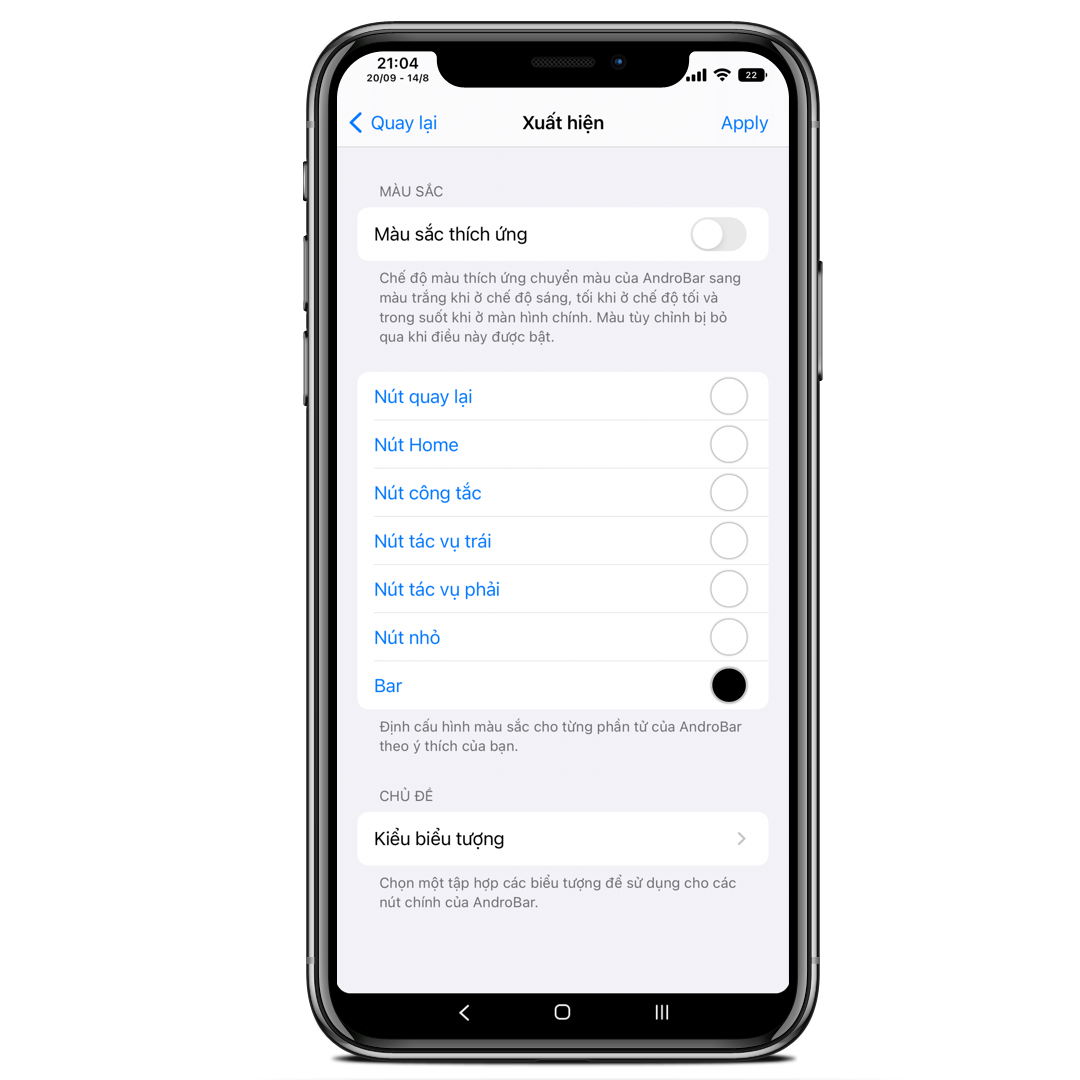 21:04
20/09 - 14/8
22
Quay lại
Xuất hiện
Apply
MÀU SẮC
Màu sắc thích ứng
Chế độ màu thích ứng chuyển màu của AndroBar sang
màu trắng khi ở chế độ sáng, tối khi ở chế độ tối và
trong suốt khi ở màn hình chính. Màu tùy chỉnh bị bỏ
qua khi điều này được bật.
Nút quay lại
Nút Home
Nút công tắc
Nút tác vụ trái
Nút tác vụ phải
Nút nhỏ
Bar
Định cấu hình màu sắc cho từng phần tử của AndroBar
theo ý thích của bạn.
CHỦ ĐỀ
Kiểu biểu tượng
Chọn một tập hợp các biểu tượng để sử dụng cho các
nút chính của AndroBar.